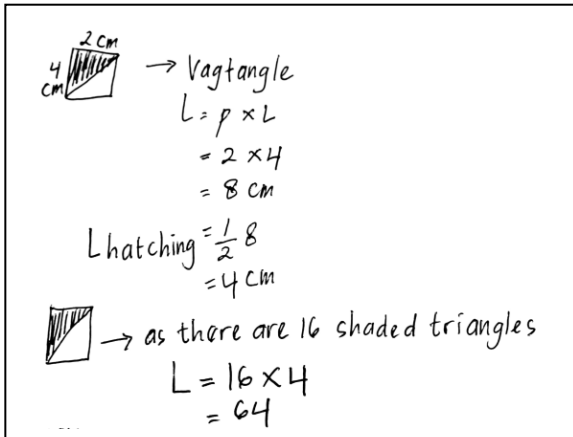 2 cm
4
cm
→ Vagtangle
L = p × L
= 2 × 4
= 8 cm
L hatching = 1/2 8
= 4 cm
→ as there are 16 shaded triangles
L = 16 × 4
= 64